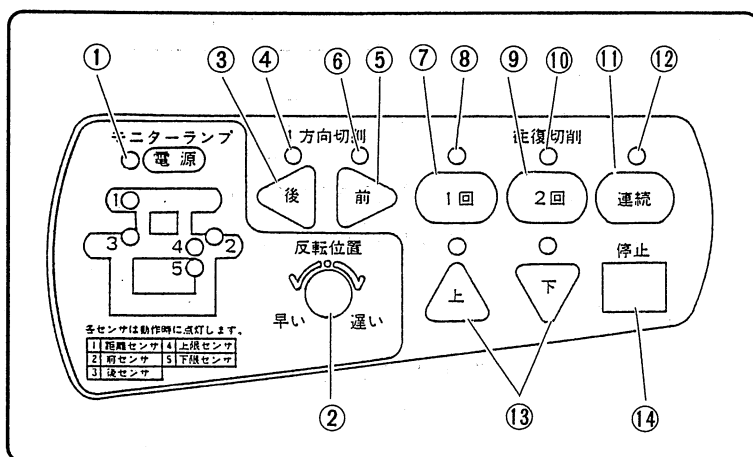 ① ③ ④ ⑥ ⑤ ⑦ ⑧ ⑨ ⑩ ⑪ ⑫
モニターランプ
電源
1方向切削
往復切削
後
前
1回
2回
連続
1
3
4
2
5
反転位置
早い
遅い
上
下
停止
各センサは動作時に点灯します。
1 距離センサ 4 上限センサ
2 前センサ 5 下限センサ
3 後センサ
② ⑬ ⑭